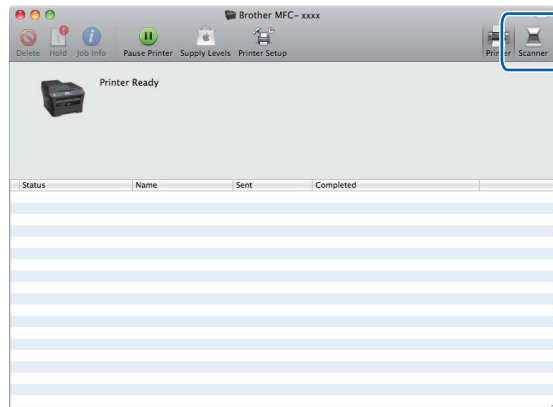 Brother MFC- xxxx
Delete Hold Job Info Pause Printer Supply Levels Printer Setup Printer Scanner
Printer Ready
Status Name Sent Completed